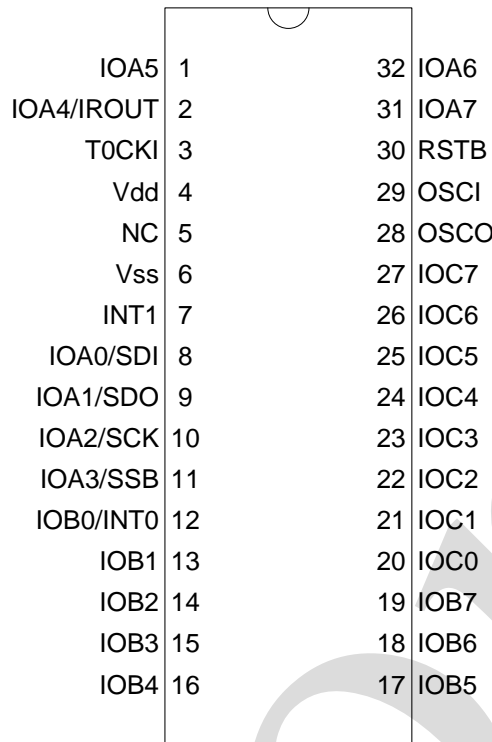 IOA5 1 32 IOA6
IOA4/IROUT 2 31 IOA7
T0CKI 3 30 RSTB
Vdd 4 29 OSCI
NC 5 28 OSCO
Vss 6 27 IOC7
INT1 7 26 IOC6
IOA0/SDI 8 25 IOC5
IOA1/SDO 9 24 IOC4
IOA2/SCK 10 23 IOC3
IOA3/SSB 11 22 IOC2
IOB0/INT0 12 21 IOC1
IOB1 13 20 IOC0
IOB2 14 19 IOB7
IOB3 15 18 IOB6
IOB4 16 17 IOB5